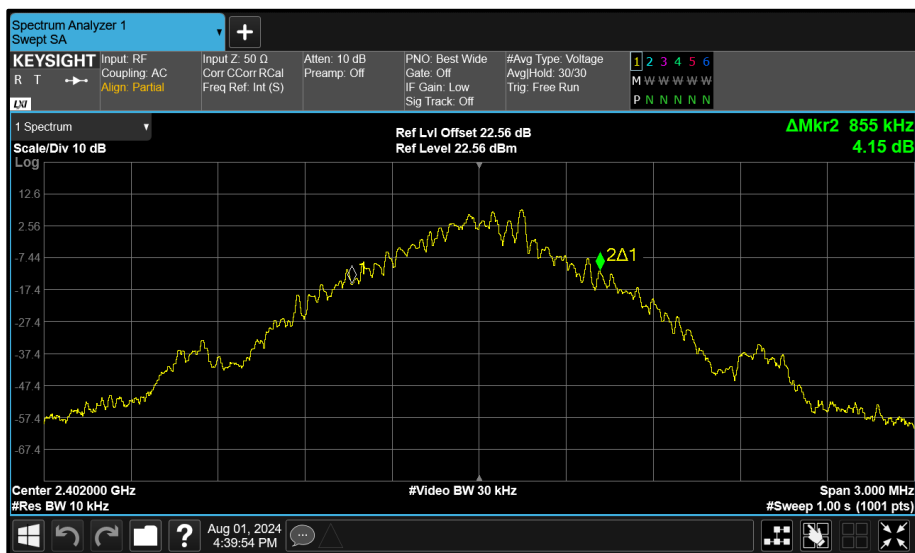 Spectrum Analyzer 1
Swept SA
KEYSIGHT
R T
LXI
Input: RF
Coupling: AC
Align: Partial
Input Z: 50 Ω
Corr CCorr RCal
Freq Ref: Int (S)
Atten: 10 dB
Preamp: Off
PNO: Best Wide
Gate: Off
IF Gain: Low
Sig Track: Off
#Avg Type: Voltage
Avg|Hold: 30/30
Trig: Free Run
1 2 3 4 5 6
M W W W W W
P N N N N N
1 Spectrum
Scale/Div 10 dB
Ref Lvl Offset 22.56 dB
Ref Level 22.56 dBm
ΔMkr2 855 kHz
4.15 dB
Log
12.6
2.56
-7.44
-17.4
-27.4
-37.4
-47.4
-57.4
-67.4
1
2Δ1
Center 2.402000 GHz
#Res BW 10 kHz
#Video BW 30 kHz
Span 3.000 MHz
#Sweep 1.00 s (1001 pts)
?
Aug 01, 2024
4:39:54 PM